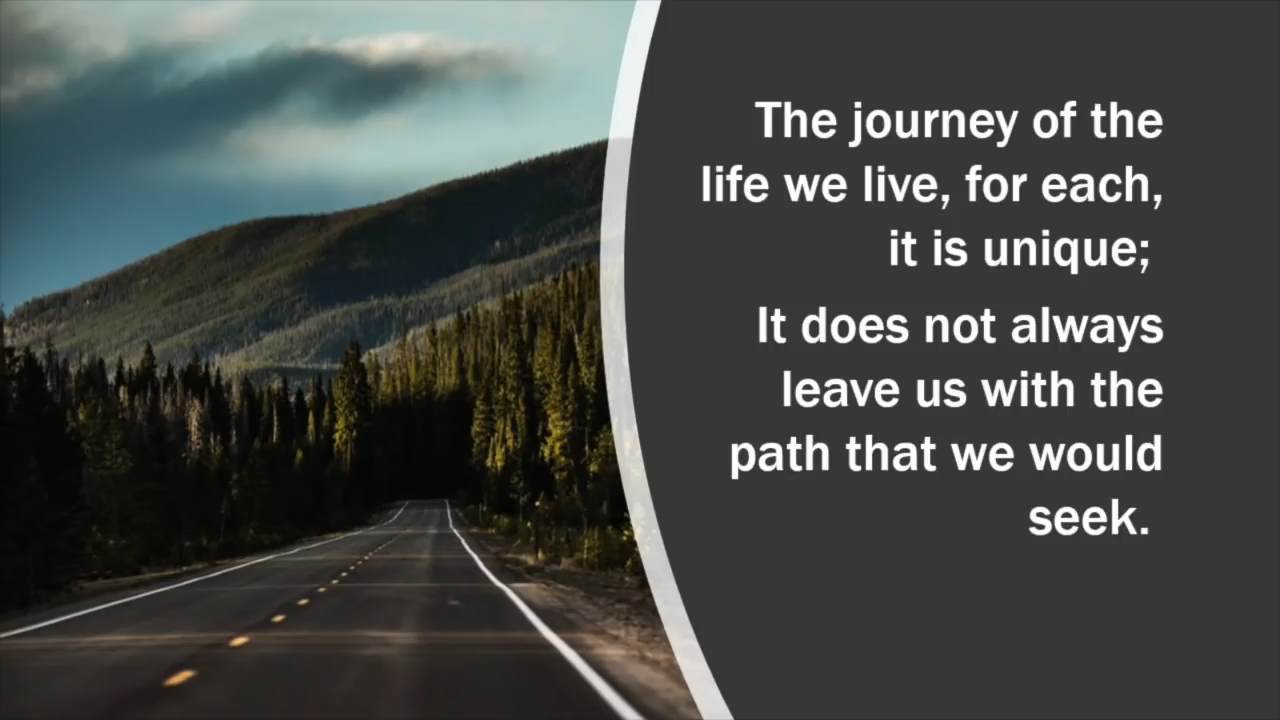 The journey of the
life we live, for each,
it is unique;
It does not always
leave us with the
path that we would
seek.